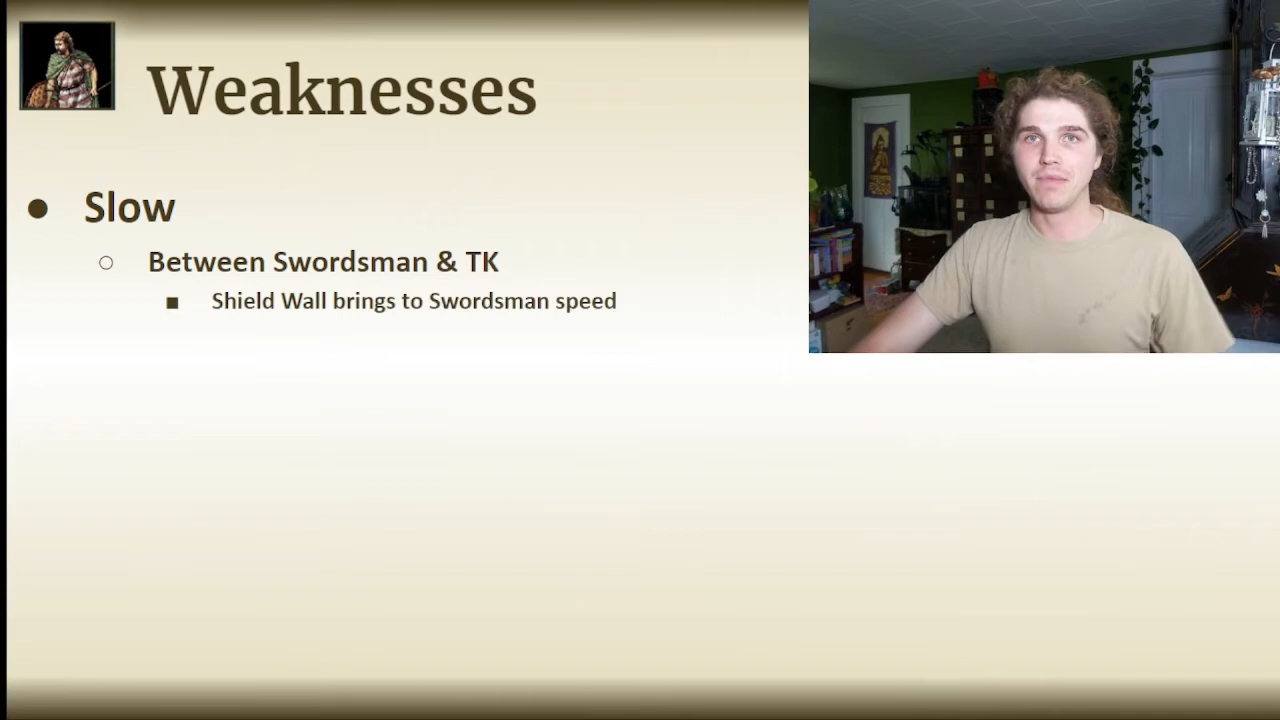 Weaknesses
● Slow
○ Between Swordsman & TK
■ Shield Wall brings to Swordsman speed